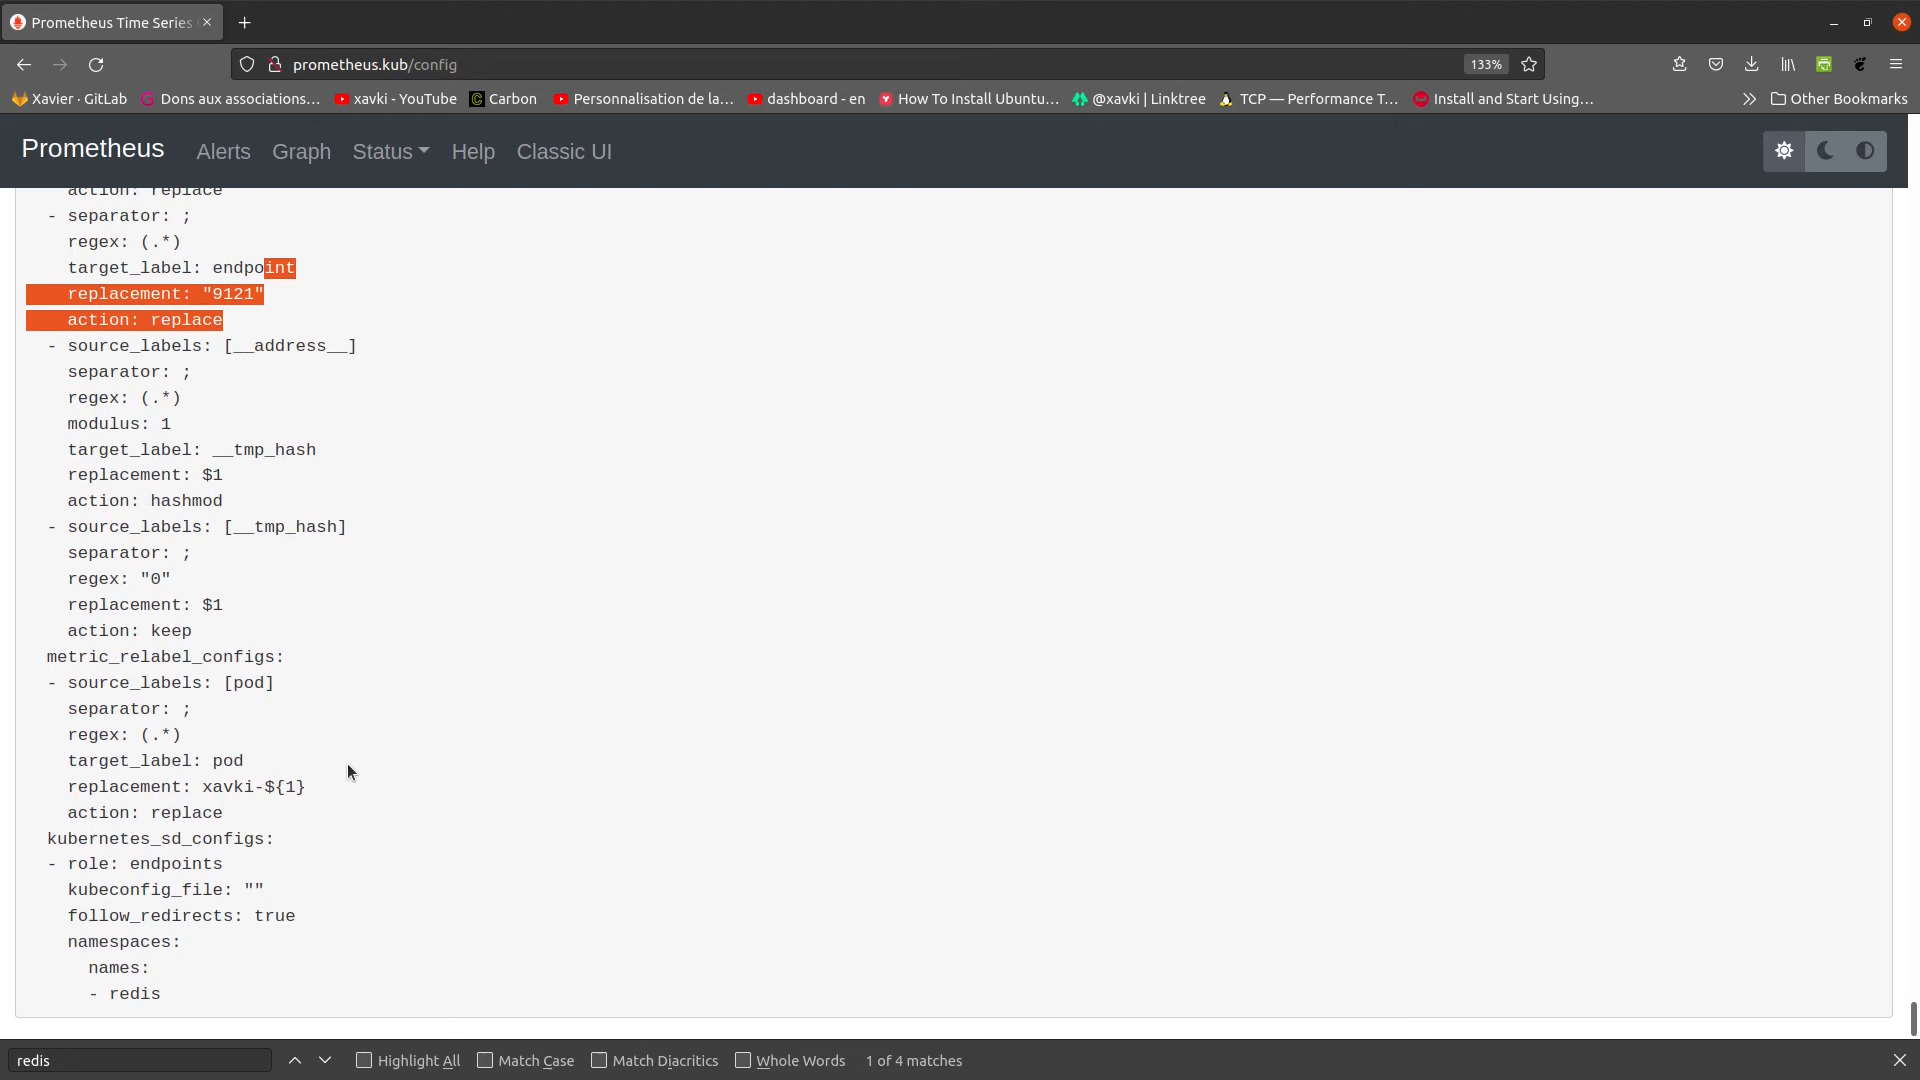 Prometheus Time Series
prometheus.kub/config
133%
Xavier · GitLab
Dons aux associations…
xavki - YouTube
Carbon
Personnalisation de la…
dashboard - en
How To Install Ubuntu…
@xavki | Linktree
TCP — Performance T…
Install and Start Using…
Other Bookmarks
Prometheus
Alerts
Graph
Status
Help
Classic UI
action: replace
- separator: ;
regex: (.*)
target_label: endpoint
replacement: "9121"
action: replace
- source_labels: [__address__]
separator: ;
regex: (.*)
modulus: 1
target_label: __tmp_hash
replacement: $1
action: hashmod
- source_labels: [__tmp_hash]
separator: ;
regex: "0"
replacement: $1
action: keep
metric_relabel_configs:
- source_labels: [pod]
separator: ;
regex: (.*)
target_label: pod
replacement: xavki-${1}
action: replace
kubernetes_sd_configs:
- role: endpoints
kubeconfig_file: ""
follow_redirects: true
namespaces:
names:
- redis
redis
Highlight All
Match Case
Match Diacritics
Whole Words
1 of 4 matches